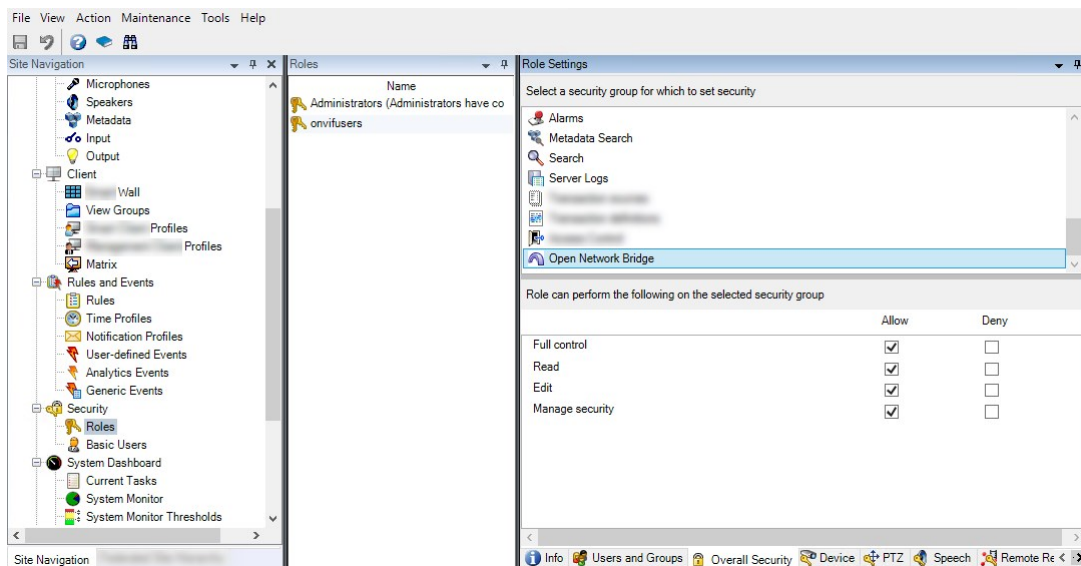 File View Action Maintenance Tools Help
Site Navigation
Microphones
Speakers
Metadata
Input
Output
Client
Wall
View Groups
Profiles
Profiles
Matrix
Rules and Events
Rules
Time Profiles
Notification Profiles
User-defined Events
Analytics Events
Generic Events
Security
Roles
Basic Users
System Dashboard
Current Tasks
System Monitor
System Monitor Thresholds
Site Navigation
Roles
Name
Administrators (Administrators have co
onvifusers
Role Settings
Select a security group for which to set security
Alarms
Metadata Search
Search
Server Logs
Open Network Bridge
Role can perform the following on the selected security group
Allow Deny
Full control
Read
Edit
Manage security
Info Users and Groups Overall Security Device PTZ Speech Remote Re